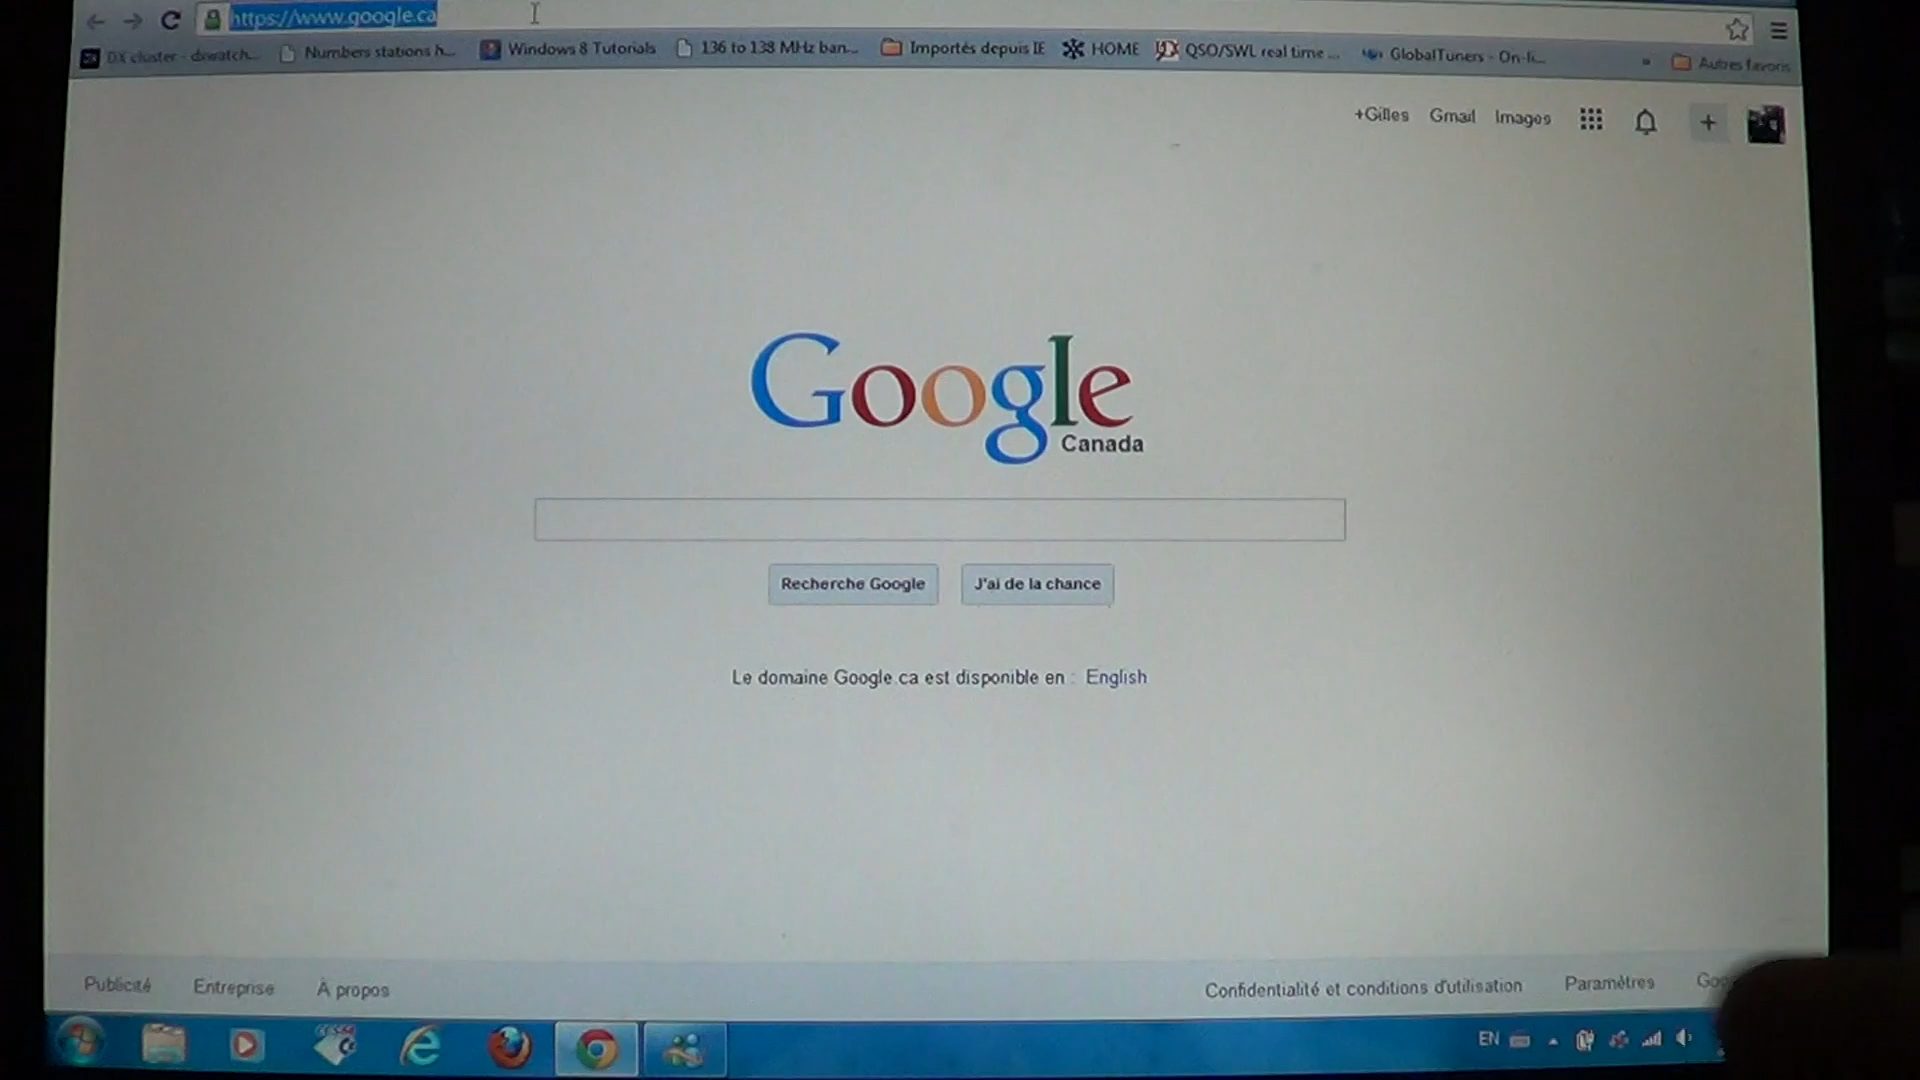 https://www.google.ca
DX cluster - dxwatch... Numbers stations h... Windows 8 Tutorials 136 to 138 MHz ban... Importés depuis IE HOME QSO/SWL real time ... GlobalTuners - On-li... » Autres favoris
+Gilles Gmail Images
Google
Canada
Recherche Google J'ai de la chance
Le domaine Google.ca est disponible en : English
Publicité Entreprise À propos Confidentialité et conditions d'utilisation Paramètres
EN